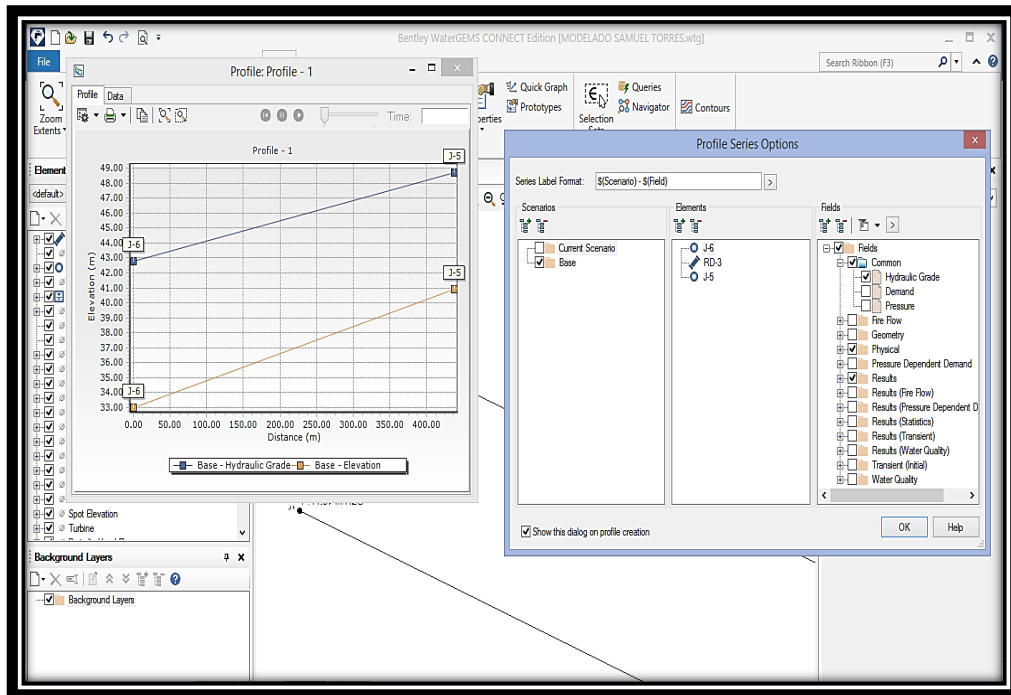 Bentley WaterGEMS CONNECT Edition [MODELADO SAMUEL TORRES.wtg]
File
Search Ribbon (F3)
Zoom
Extents
Quick Graph
Prototypes
Selection
Queries
Navigator
Contours
Profile: Profile - 1
Profile
Data
Time:
Profile - 1
J-5
49.00
48.00
47.00
46.00
45.00
44.00
J-6
43.00
42.00
J-5
41.00
40.00
39.00
38.00
37.00
36.00
35.00
34.00
J-6
33.00
Elevation (m)
0.00 50.00 100.00 150.00 200.00 250.00 300.00 350.00 400.00
Distance (m)
Base - Hydraulic Grade
Base - Elevation
Element
<default>
Spot Elevation
Turbine
Background Layers
Background Layers
Profile Series Options
Series Label Format:
$(Scenario) - $(Field)
Scenarios
Current Scenario
Base
Elements
J-6
RD-3
J-5
Fields
Fields
Common
Hydraulic Grade
Demand
Pressure
Fire Flow
Geometry
Physical
Pressure Dependent Demand
Results
Results (Fire Flow)
Results (Pressure Dependent D
Results (Statistics)
Results (Transient)
Results (Water Quality)
Transient (Initial)
Water Quality
Show this dialog on profile creation
OK
Help